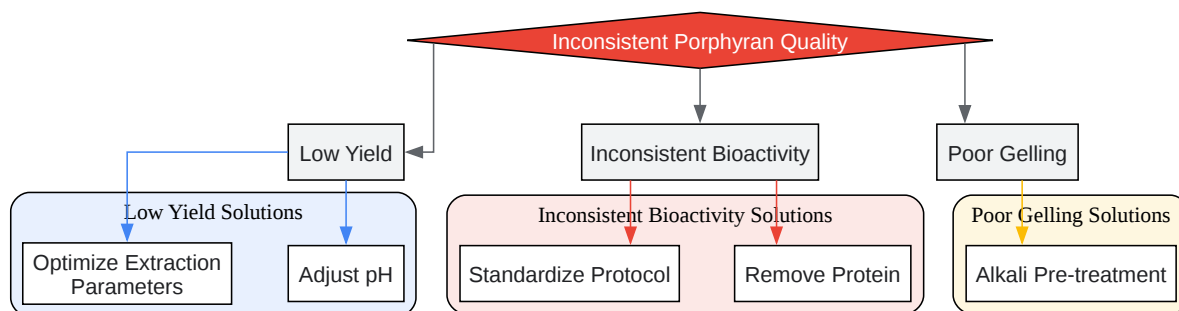 Inconsistent Porphyran Quality
Low Yield
Inconsistent Bioactivity
Poor Gelling
Low Yield Solutions
Inconsistent Bioactivity Solutions
Poor Gelling Solutions
Optimize Extraction
Parameters
Adjust pH
Standardize Protocol
Remove Protein
Alkali Pre-treatment